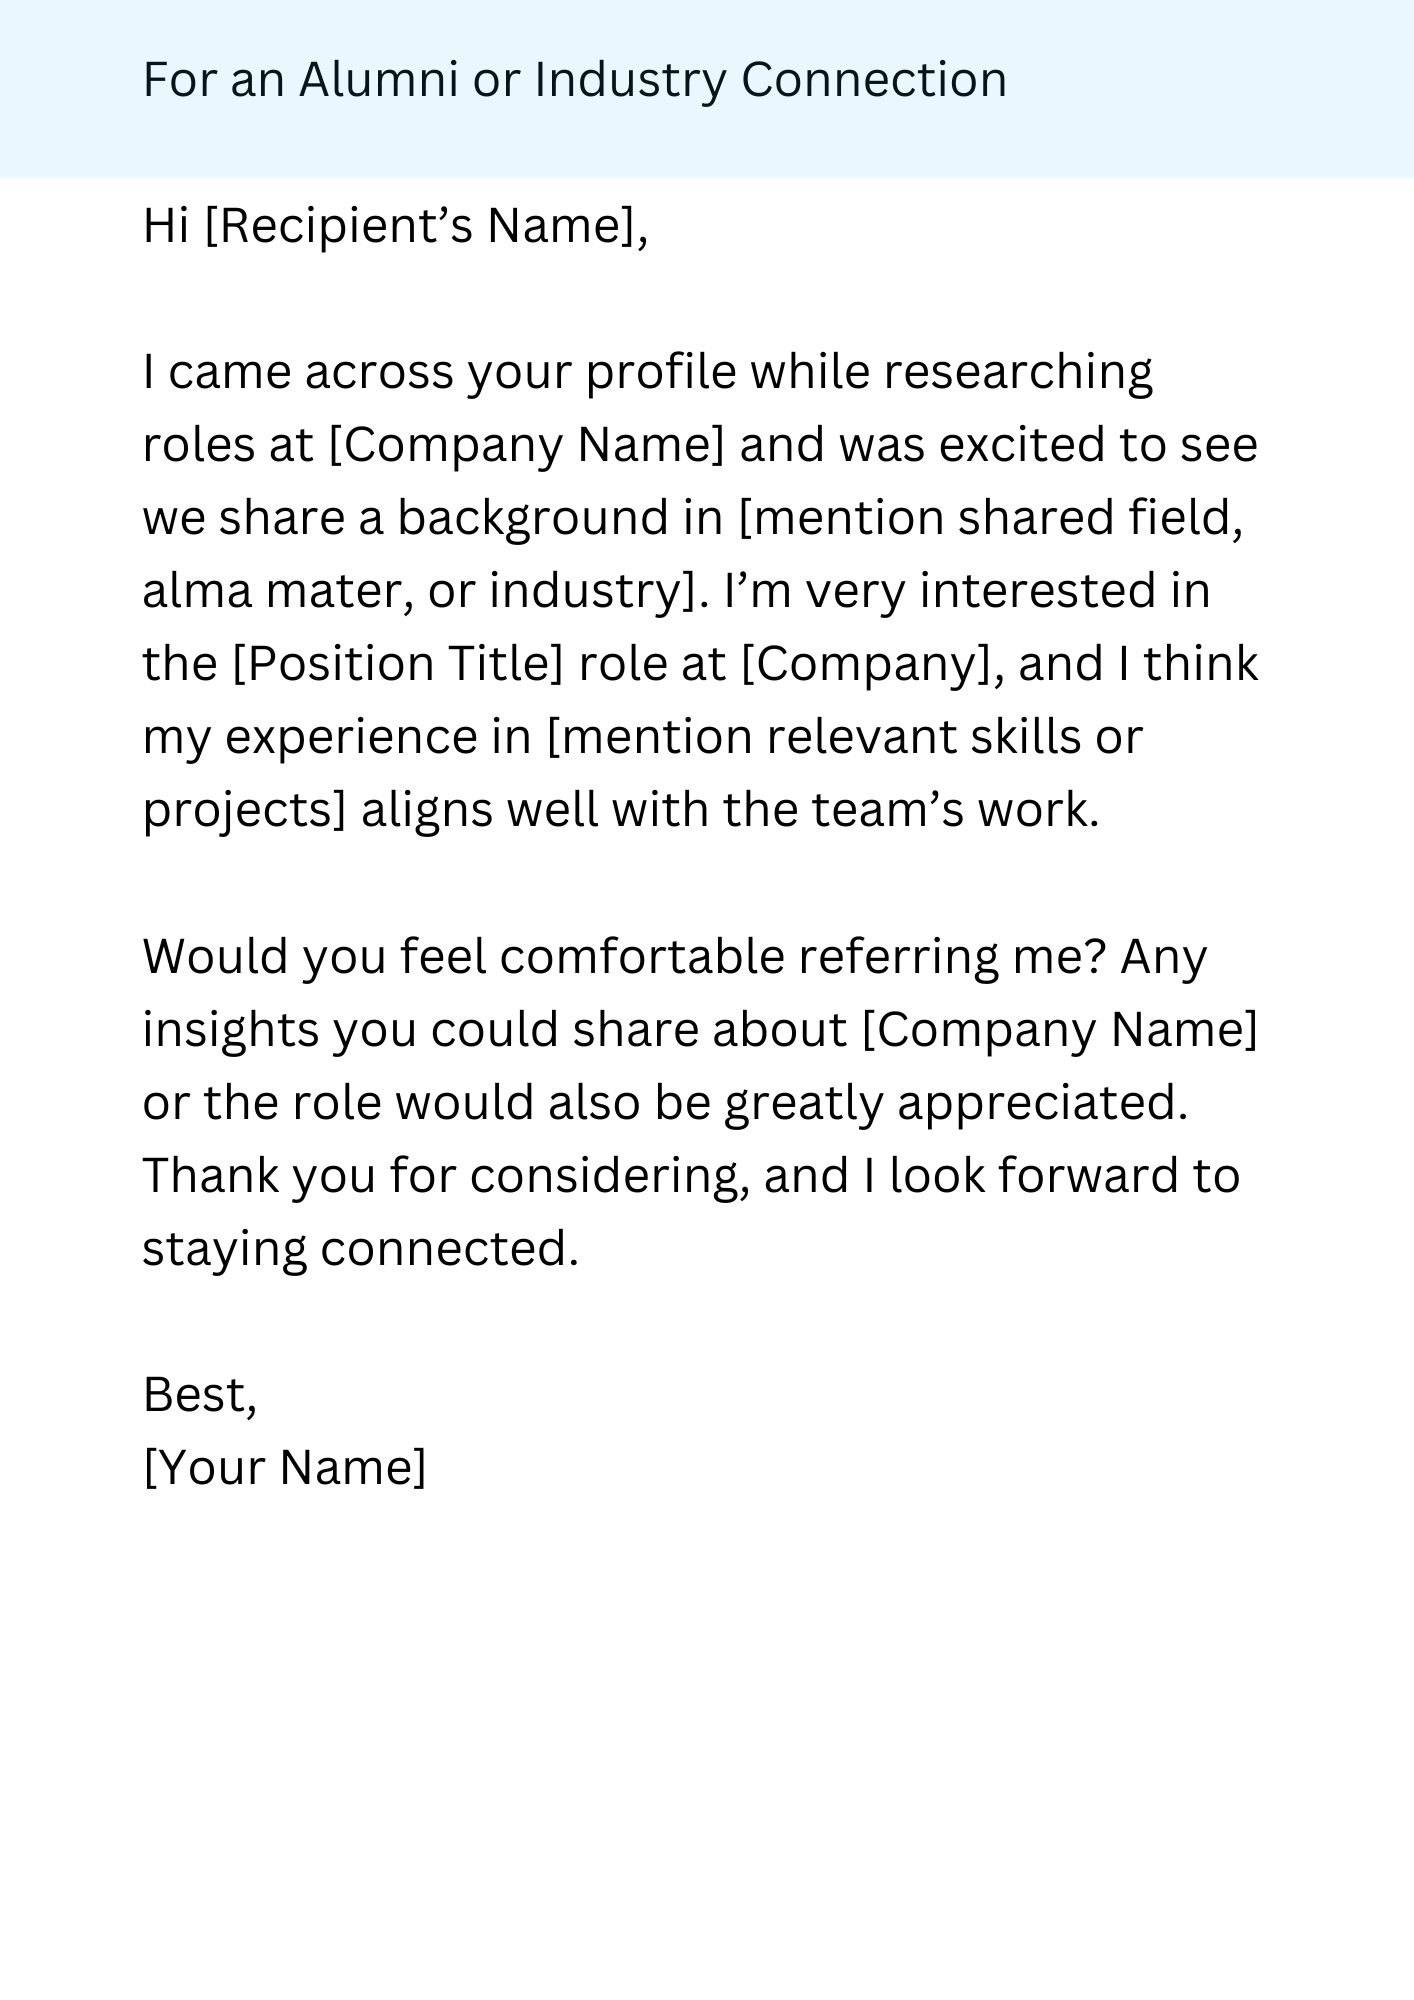 For an Alumni or Industry Connection
Hi [Recipient’s Name],
I came across your profile while researching
roles at [Company Name] and was excited to see
we share a background in [mention shared field,
alma mater, or industry]. I’m very interested in
the [Position Title] role at [Company], and I think
my experience in [mention relevant skills or
projects] aligns well with the team’s work.
Would you feel comfortable referring me? Any
insights you could share about [Company Name]
or the role would also be greatly appreciated.
Thank you for considering, and I look forward to
staying connected.
Best,
[Your Name]